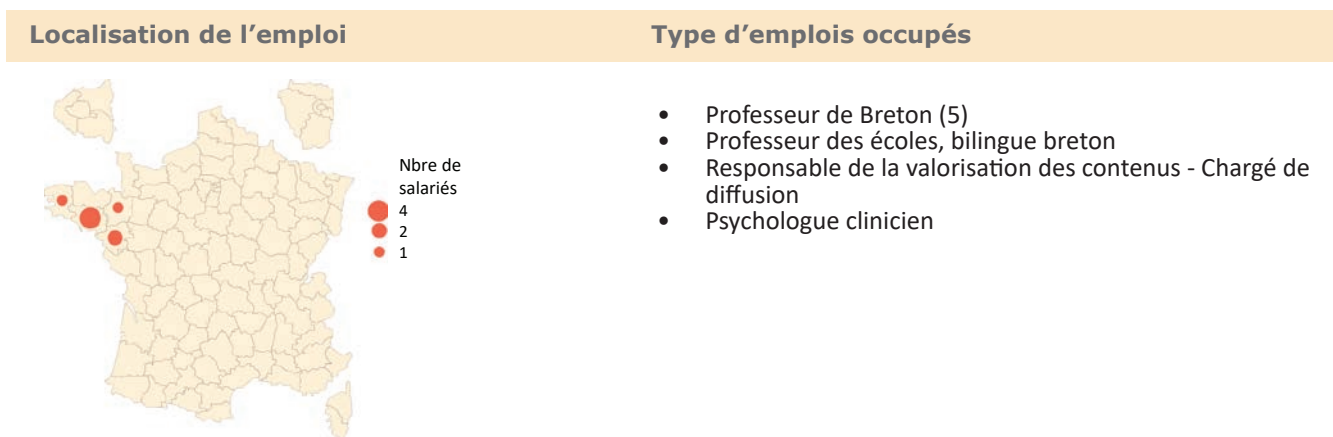 Localisation de l’emploi
Type d’emplois occupés
Nbre de
salariés
4
2
1
• Professeur de Breton (5)
• Professeur des écoles, bilingue breton
• Responsable de la valorisation des contenus - Chargé de
diffusion
• Psychologue clinicien